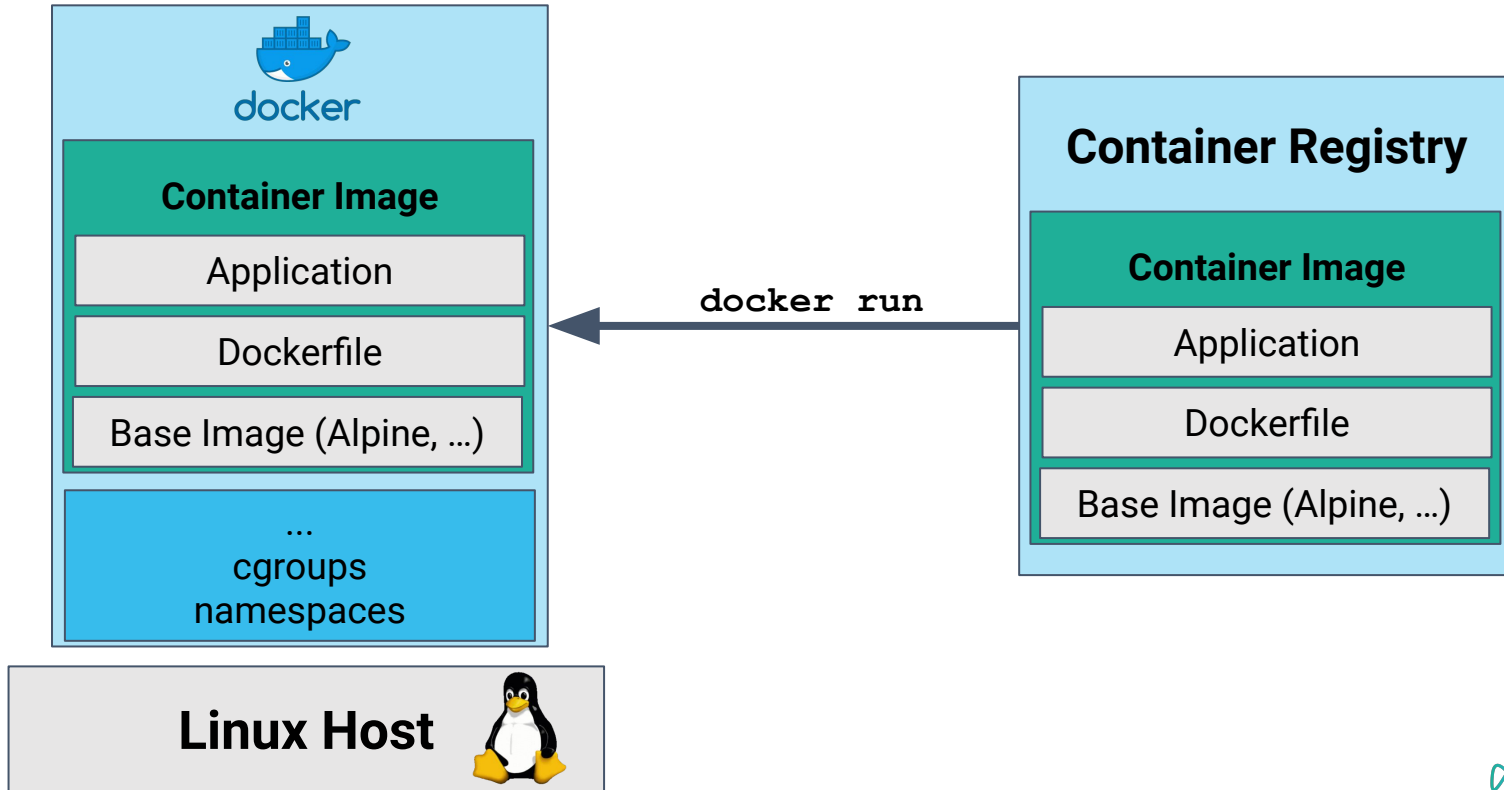 docker
Container Image
Application
Dockerfile
Base Image (Alpine, …)
...
cgroups
namespaces
Linux Host
docker run
Container Registry
Container Image
Application
Dockerfile
Base Image (Alpine, …)